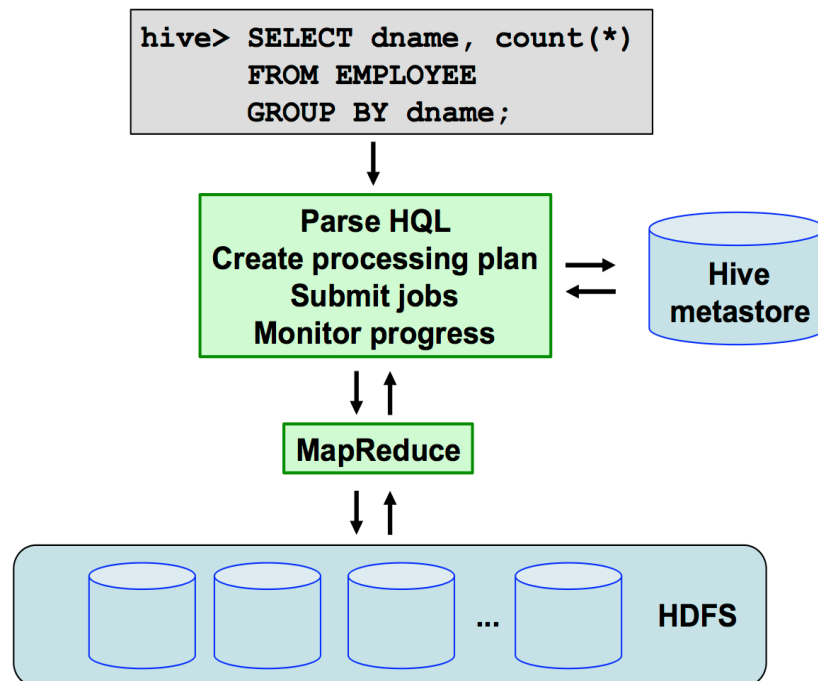 hive> SELECT dname, count(*)
FROM EMPLOYEE
GROUP BY dname;
Parse HQL
Create processing plan
Submit jobs
Monitor progress
Hive
metastore
MapReduce
...
HDFS